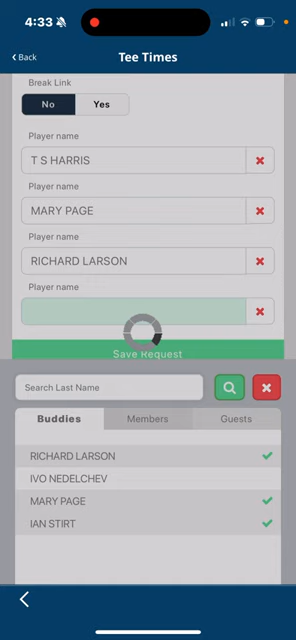 4:33
Back
Tee Times
Break Link
No
Yes
Player name
T S HARRIS
Player name
MARY PAGE
Player name
RICHARD LARSON
Player name
Save Request
Search Last Name
Buddies
Members
Guests
RICHARD LARSON
IVO NEDELCHEV
MARY PAGE
IAN STIRT